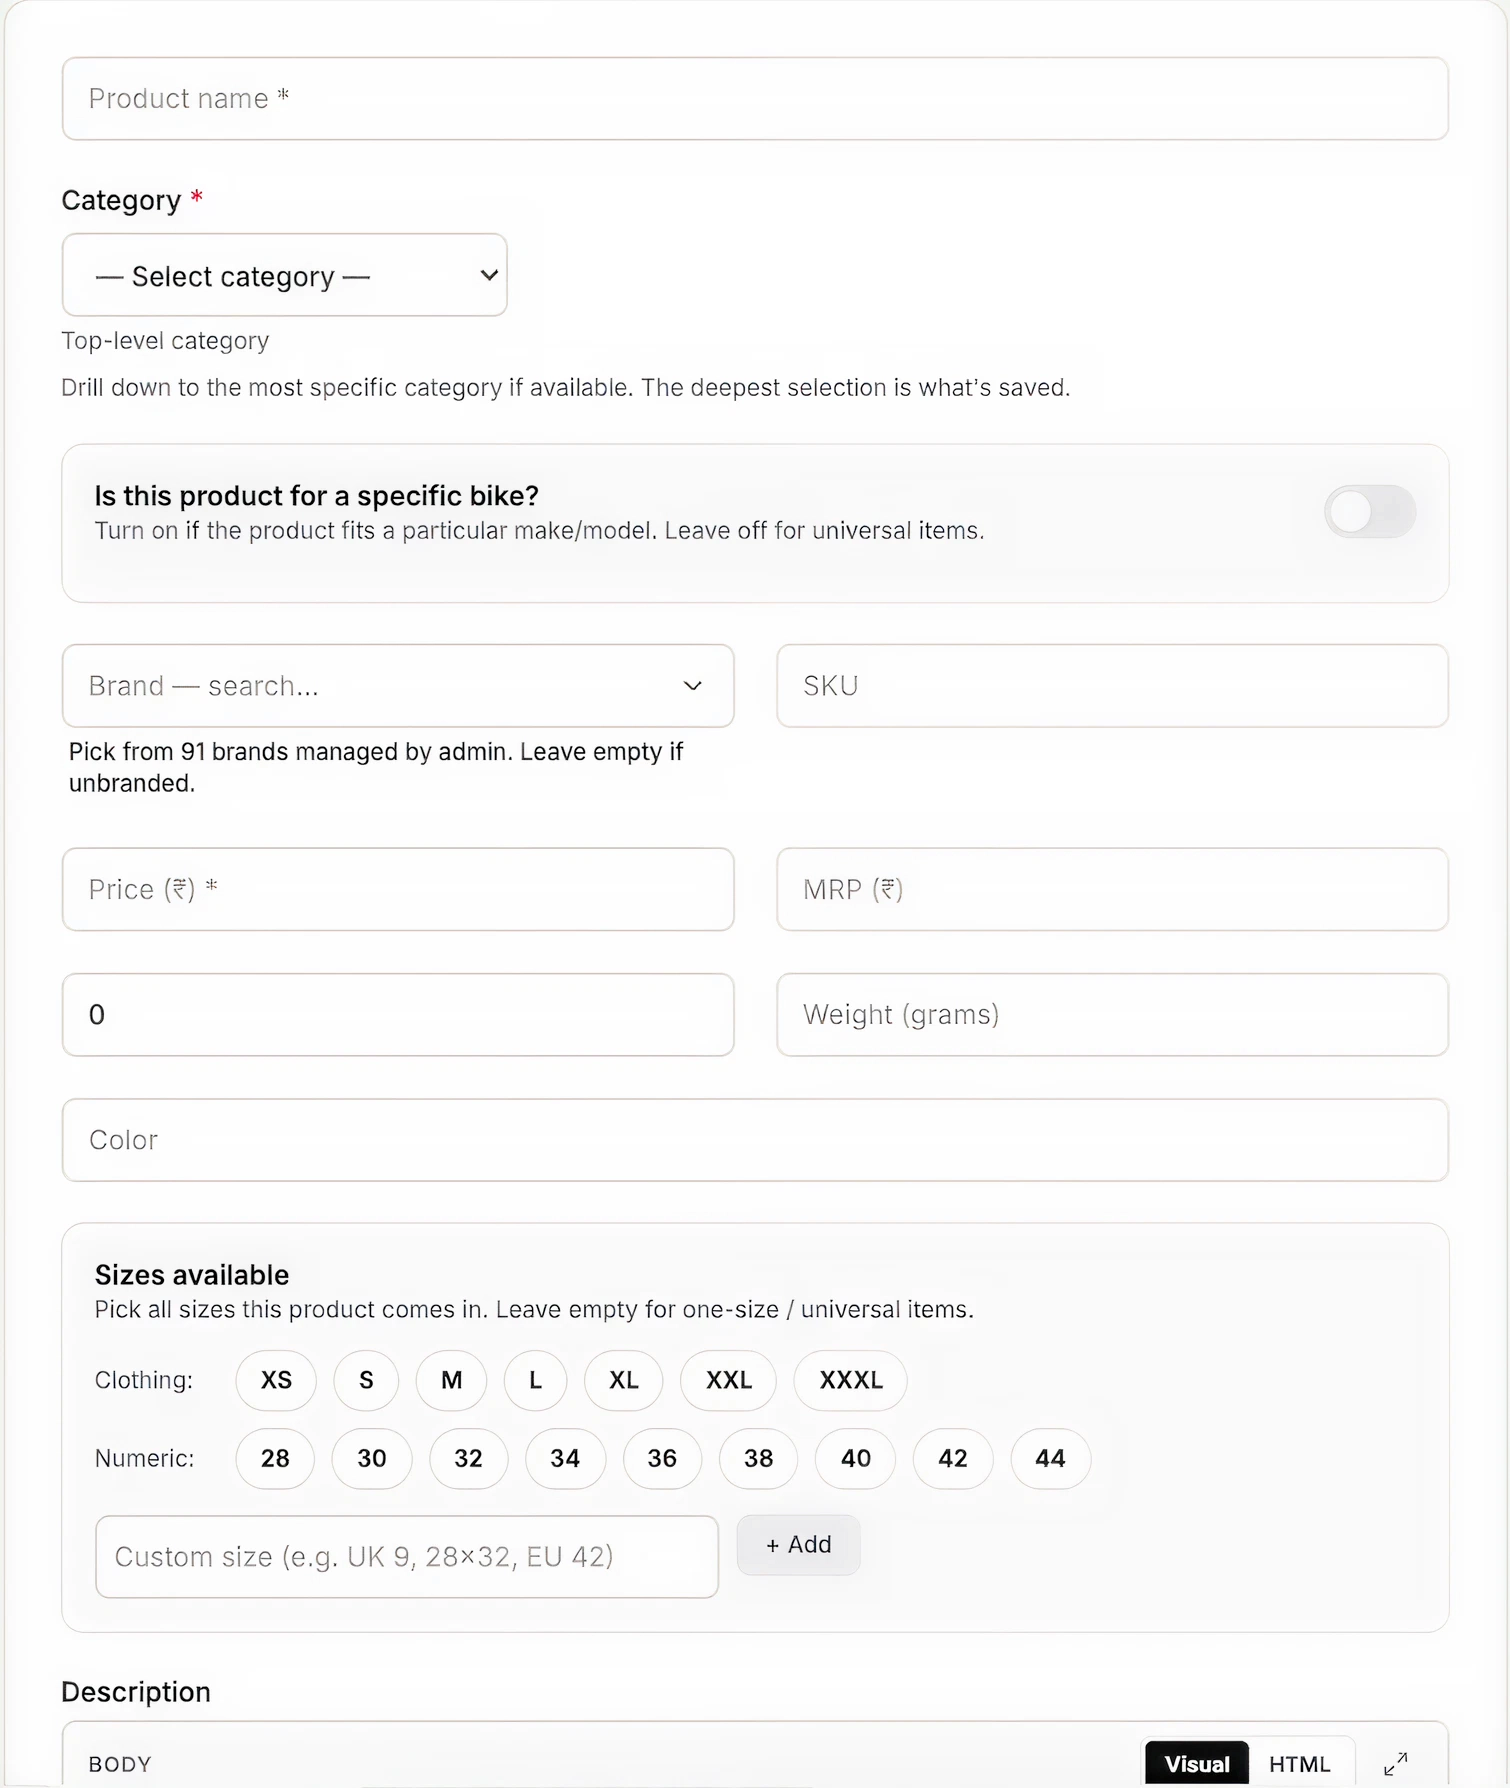 Product name *
Category *
— Select category —
Top-level category
Drill down to the most specific category if available. The deepest selection is what’s saved.
Is this product for a specific bike?
Turn on if the product fits a particular make/model. Leave off for universal items.
Brand — search...
SKU
Pick from 91 brands managed by admin. Leave empty if
unbranded.
Price (₹) *
MRP (₹)
0
Weight (grams)
Color
Sizes available
Pick all sizes this product comes in. Leave empty for one-size / universal items.
Clothing: XS S M L XL XXL XXXL
Numeric: 28 30 32 34 36 38 40 42 44
Custom size (e.g. UK 9, 28×32, EU 42)
+ Add
Description
BODY
Visual HTML